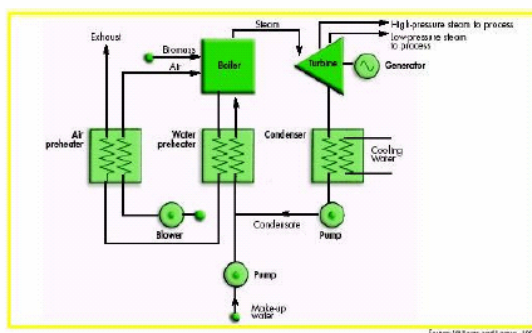 Steam
High-pressure steam to process
Low-pressure steam
to process
Exhaust
Biomass
Air
Boiler
Turbine
Generator
Air
preheater
Water
preheater
Condenser
Cooling
Water
Blower
Condensate
Pump
Pump
Make-up
water